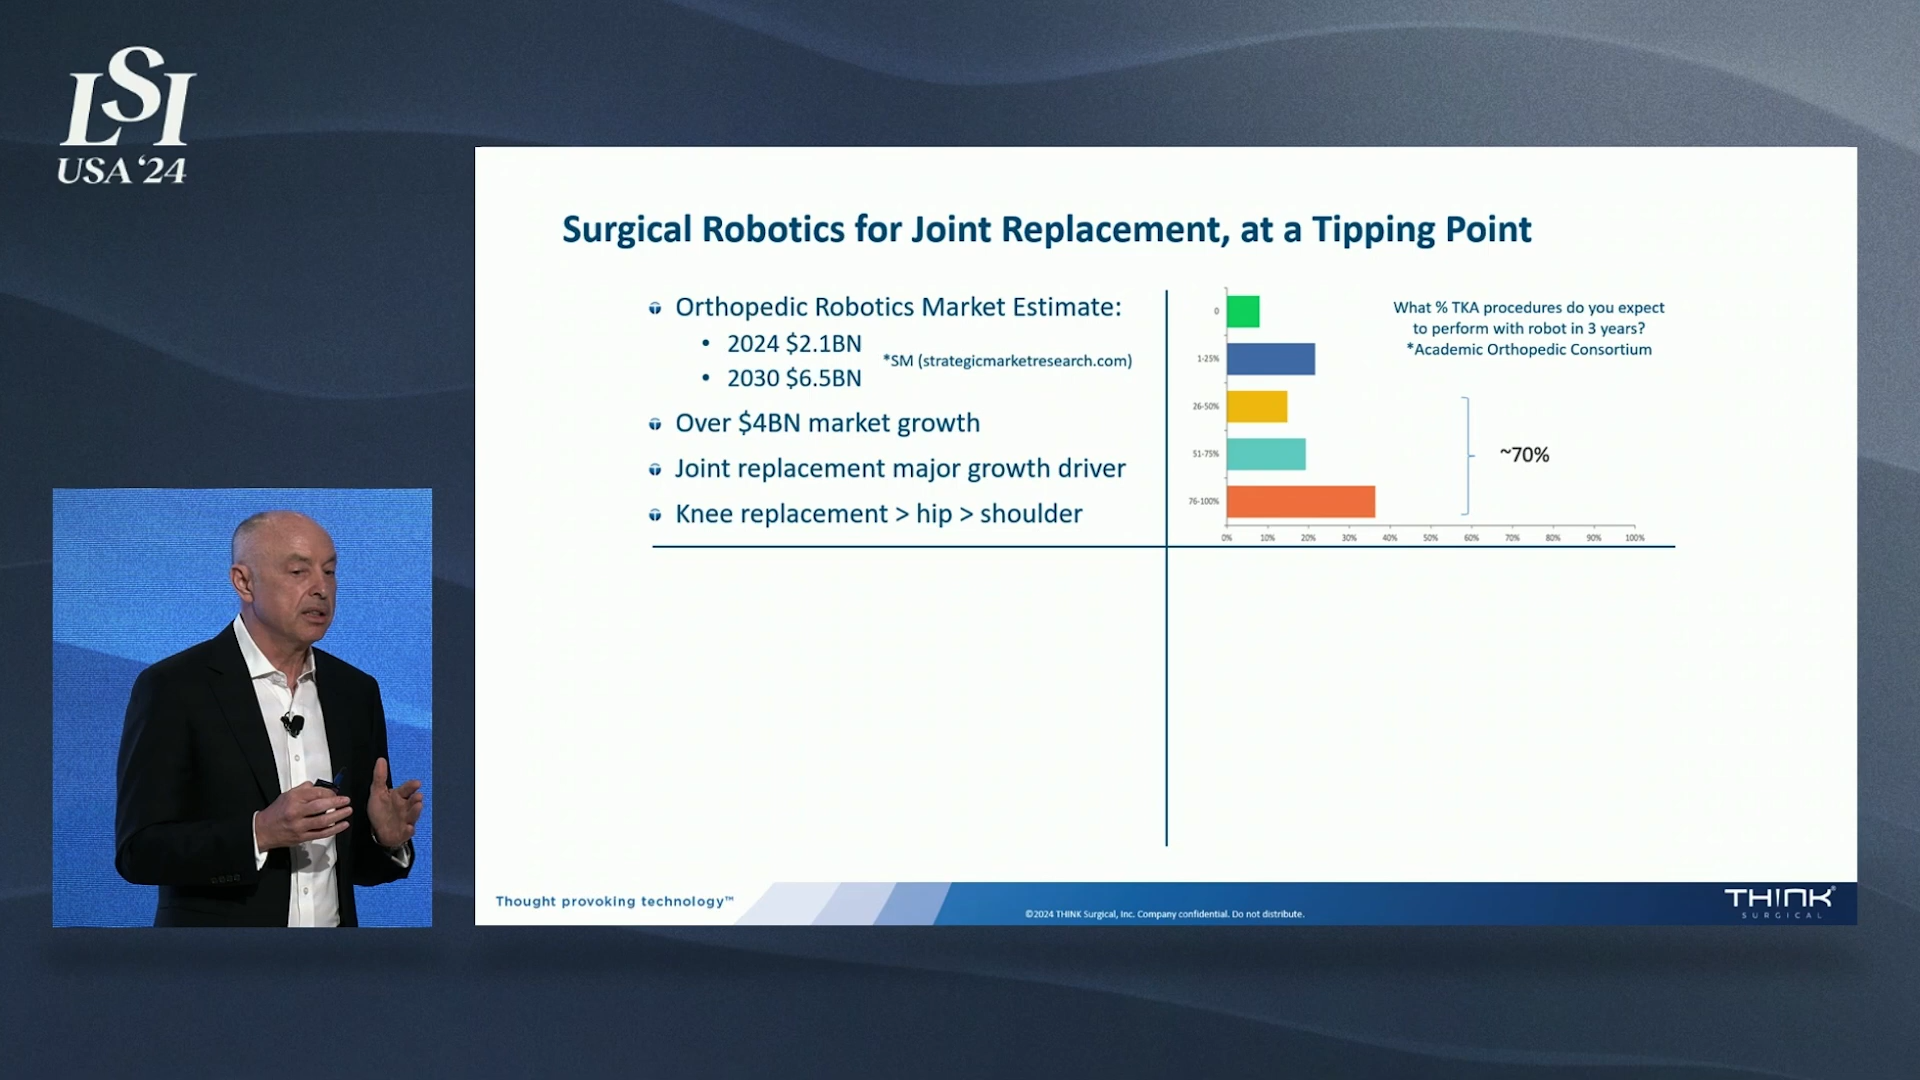 LSI
USA '24
Surgical Robotics for Joint Replacement, at a Tipping Point
Orthopedic Robotics Market Estimate:
• 2024 $2.1BN
*SM (strategicmarketresearch.com)
• 2030 $6.5BN
Over $4BN market growth
Joint replacement major growth driver
Knee replacement > hip > shoulder
What % TKA procedures do you expect
to perform with robot in 3 years?
*Academic Orthopedic Consortium
0
1-25%
26-50%
51-75%
76-100%
~70%
0% 10% 20% 30% 40% 50% 60% 70% 80% 90% 100%
Thought provoking technology™
©2024 THINK Surgical, Inc. Company confidential. Do not distribute.
THINK®
SURGICAL